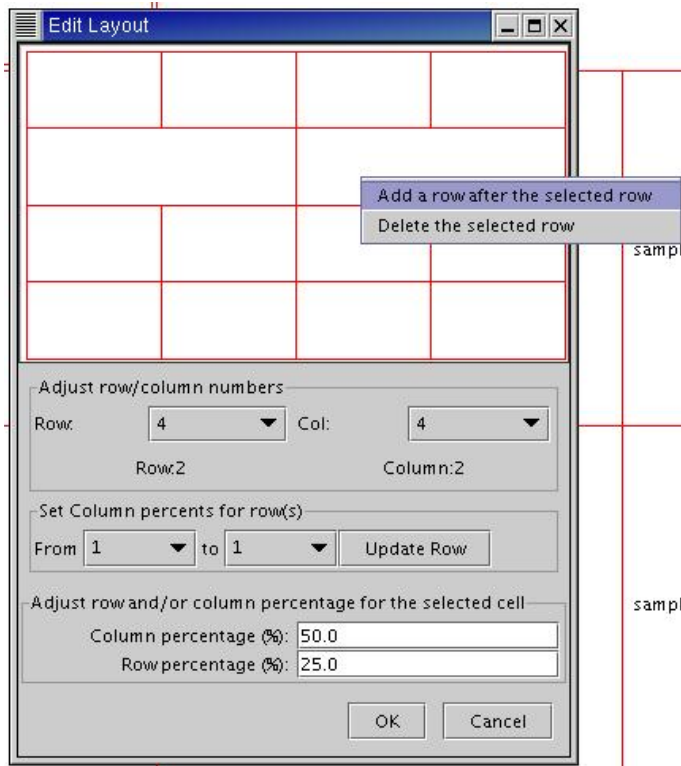 Edit Layout
Add a row after the selected row
Delete the selected row
sampl
Adjust row/column numbers
Row: 4 Col: 4
Row:2 Column:2
Set Column percents for row(s)
From 1 to 1 Update Row
Adjust row and/or column percentage for the selected cell
sampl
Column percentage (%): 50.0
Row percentage (%): 25.0
OK Cancel